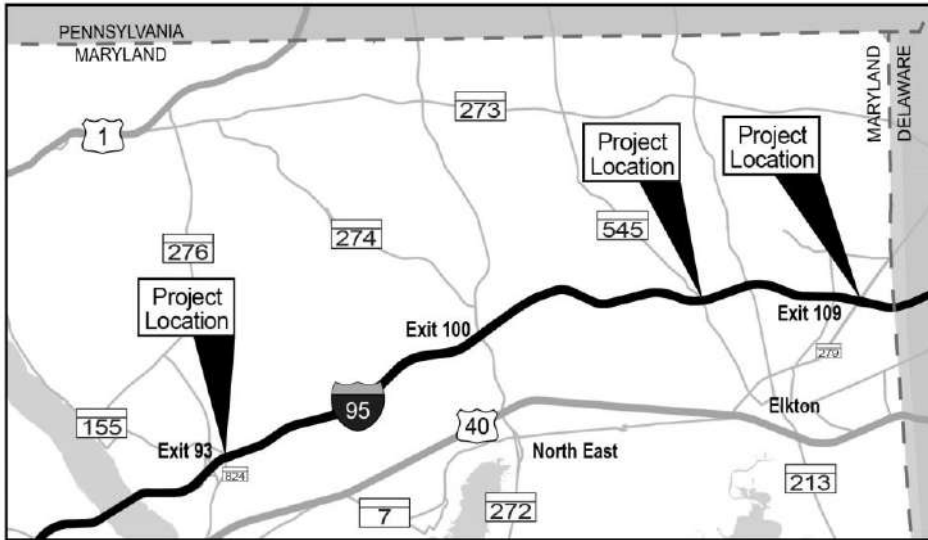 PENNSYLVANIA
MARYLAND
1
273
MARYLAND
DELAWARE
Project
Location
Project
Location
276
274
545
Project
Location
Exit 100
Exit 109
279
95
155
Exit 93
824
40
Elkton
North East
7
272
213